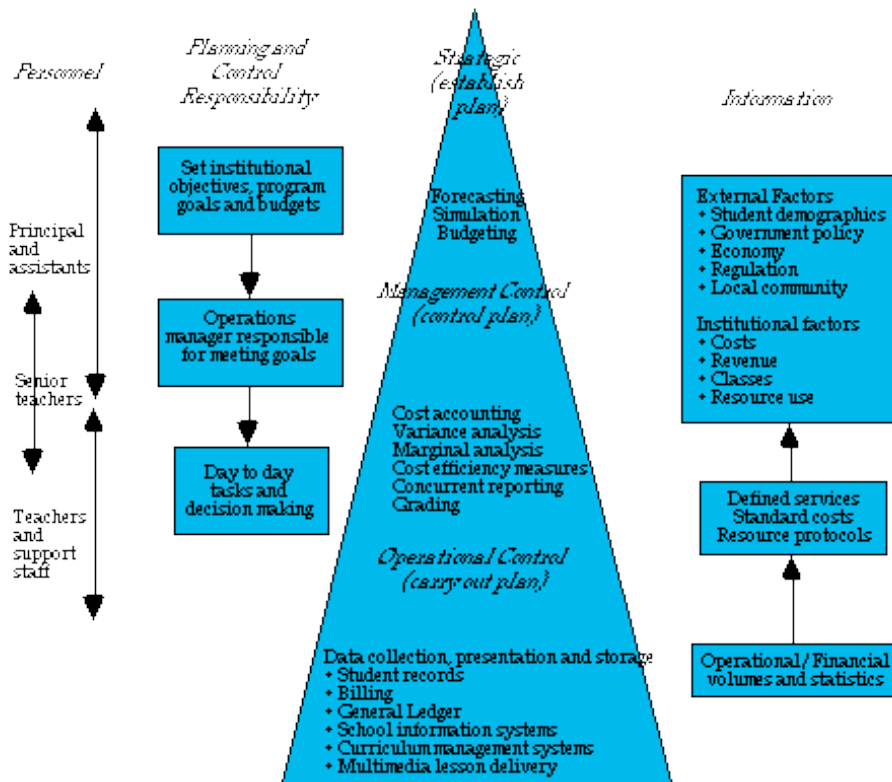 Personnel
Planning and
Control
Responsibility
Strategic
(establish
plan)
Information
Set institutional
objectives, program
goals and budgets
Forecasting
Simulation
Budgeting
External Factors
• Student demographics
• Government policy
• Economy
• Regulation
• Local community
Institutional factors
• Costs
• Revenue
• Classes
• Resource use
Principal
and
assistants
Management Control
(control plan)
Operations
manager responsible
for meeting goals
Senior
teachers
Cost accounting
Variance analysis
Marginal analysis
Cost efficiency measures
Concurrent reporting
Grading
Day to day
tasks and
decision making
Defined services
Standard costs
Resource protocols
Teachers
and
support
staff
Operational Control
(carry out plan)
Data collection, presentation and storage
• Student records
• Billing
• General Ledger
• School information systems
• Curriculum management systems
• Multimedia lesson delivery
Operational/ Financial
volumes and statistics